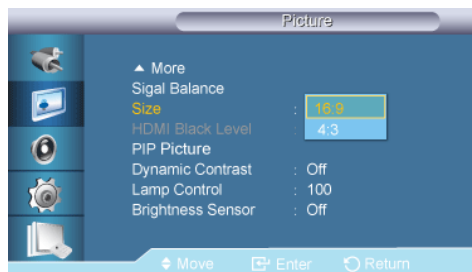 Picture
▲ More
Sigal Balance
Size : 16:9
HDMI Black Level : 4:3
PIP Picture
Dynamic Contrast : Off
Lamp Control : 100
Brightness Sensor : Off
Move Enter Return